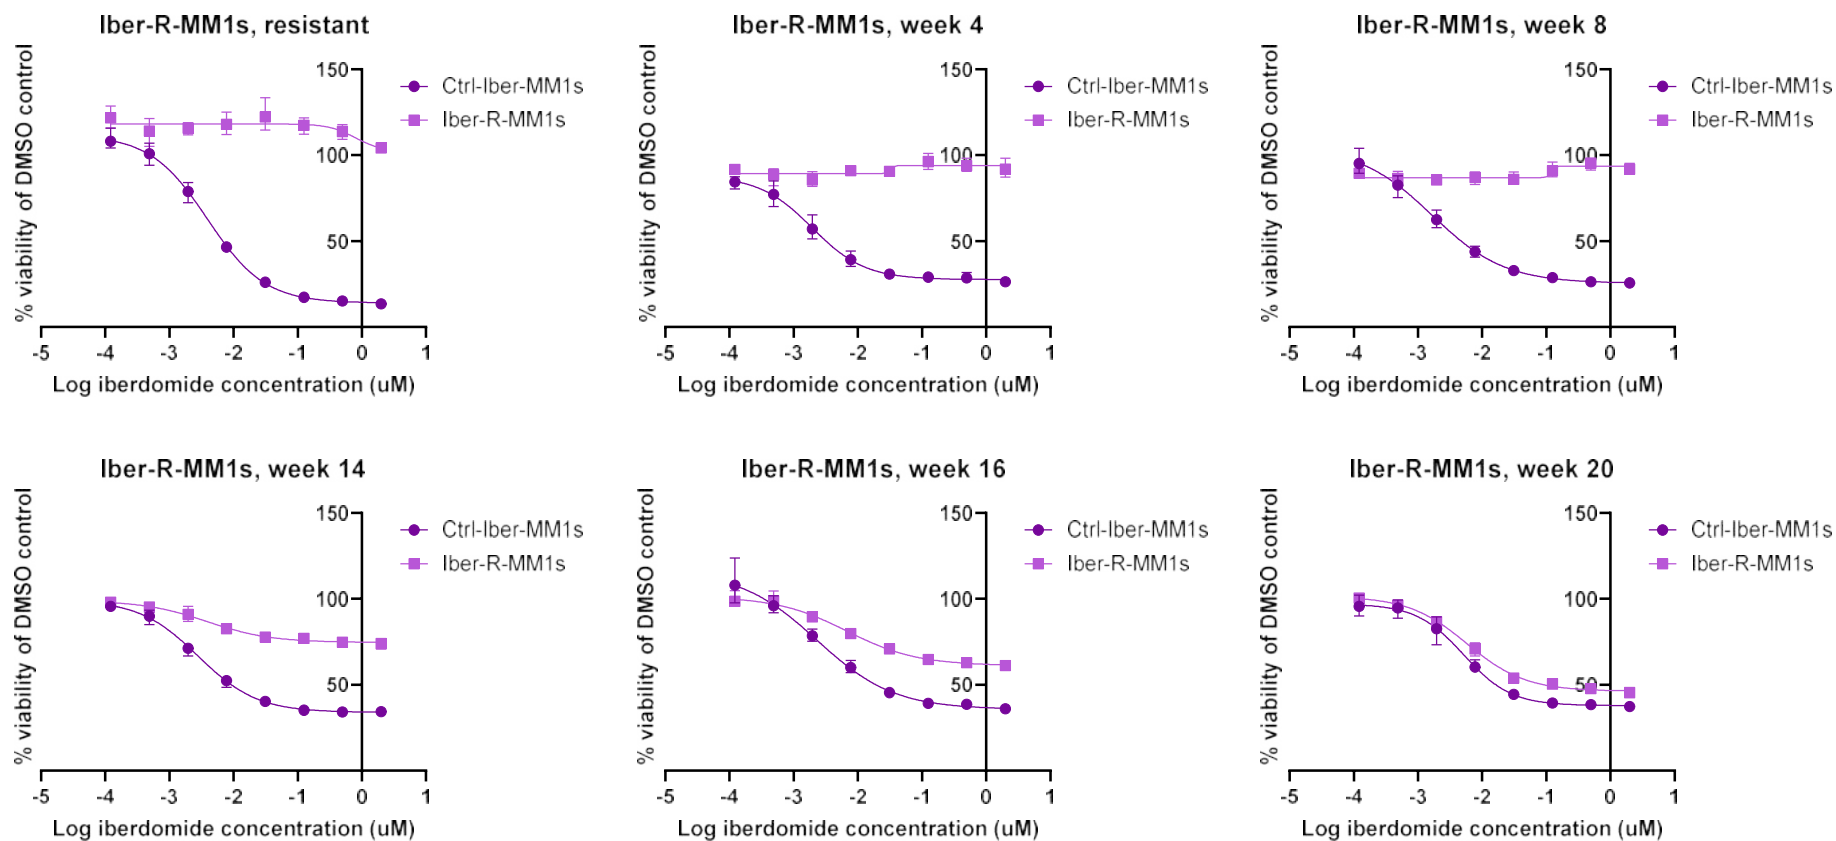 Iber-R-MM1s, resistant
% viability of DMSO control
150
100
50
-5 -4 -3 -2 -1 0 1
Log iberdomide concentration (uM)
Ctrl-Iber-MM1s
Iber-R-MM1s
Iber-R-MM1s, week 4
% viability of DMSO control
150
100
50
-5 -4 -3 -2 -1 0 1
Log iberdomide concentration (uM)
Ctrl-Iber-MM1s
Iber-R-MM1s
Iber-R-MM1s, week 8
% viability of DMSO control
150
100
50
-5 -4 -3 -2 -1 0 1
Log iberdomide concentration (uM)
Ctrl-Iber-MM1s
Iber-R-MM1s
Iber-R-MM1s, week 14
% viability of DMSO control
150
100
50
-5 -4 -3 -2 -1 0 1
Log iberdomide concentration (uM)
Ctrl-Iber-MM1s
Iber-R-MM1s
Iber-R-MM1s, week 16
% viability of DMSO control
150
100
50
-5 -4 -3 -2 -1 0 1
Log iberdomide concentration (uM)
Ctrl-Iber-MM1s
Iber-R-MM1s
Iber-R-MM1s, week 20
% viability of DMSO control
150
100
50
-5 -4 -3 -2 -1 0 1
Log iberdomide concentration (uM)
Ctrl-Iber-MM1s
Iber-R-MM1s